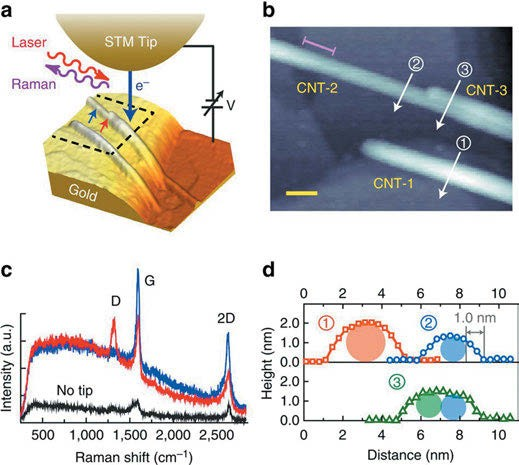 a
STM Tip
Laser
Raman
e–
V
Gold
b
②
③
CNT-2
CNT-3
①
CNT-1
c
G
D
2D
Intensity (a.u.)
No tip
500 1,000 1,500 2,000 2,500
Raman shift (cm–1)
d
0 2 4 6 8 10
① ② 1.0 nm
2.0
1.0
0.0
③
2.0
1.0
0.0
Height (nm)
0 2 4 6 8 10
Distance (nm)